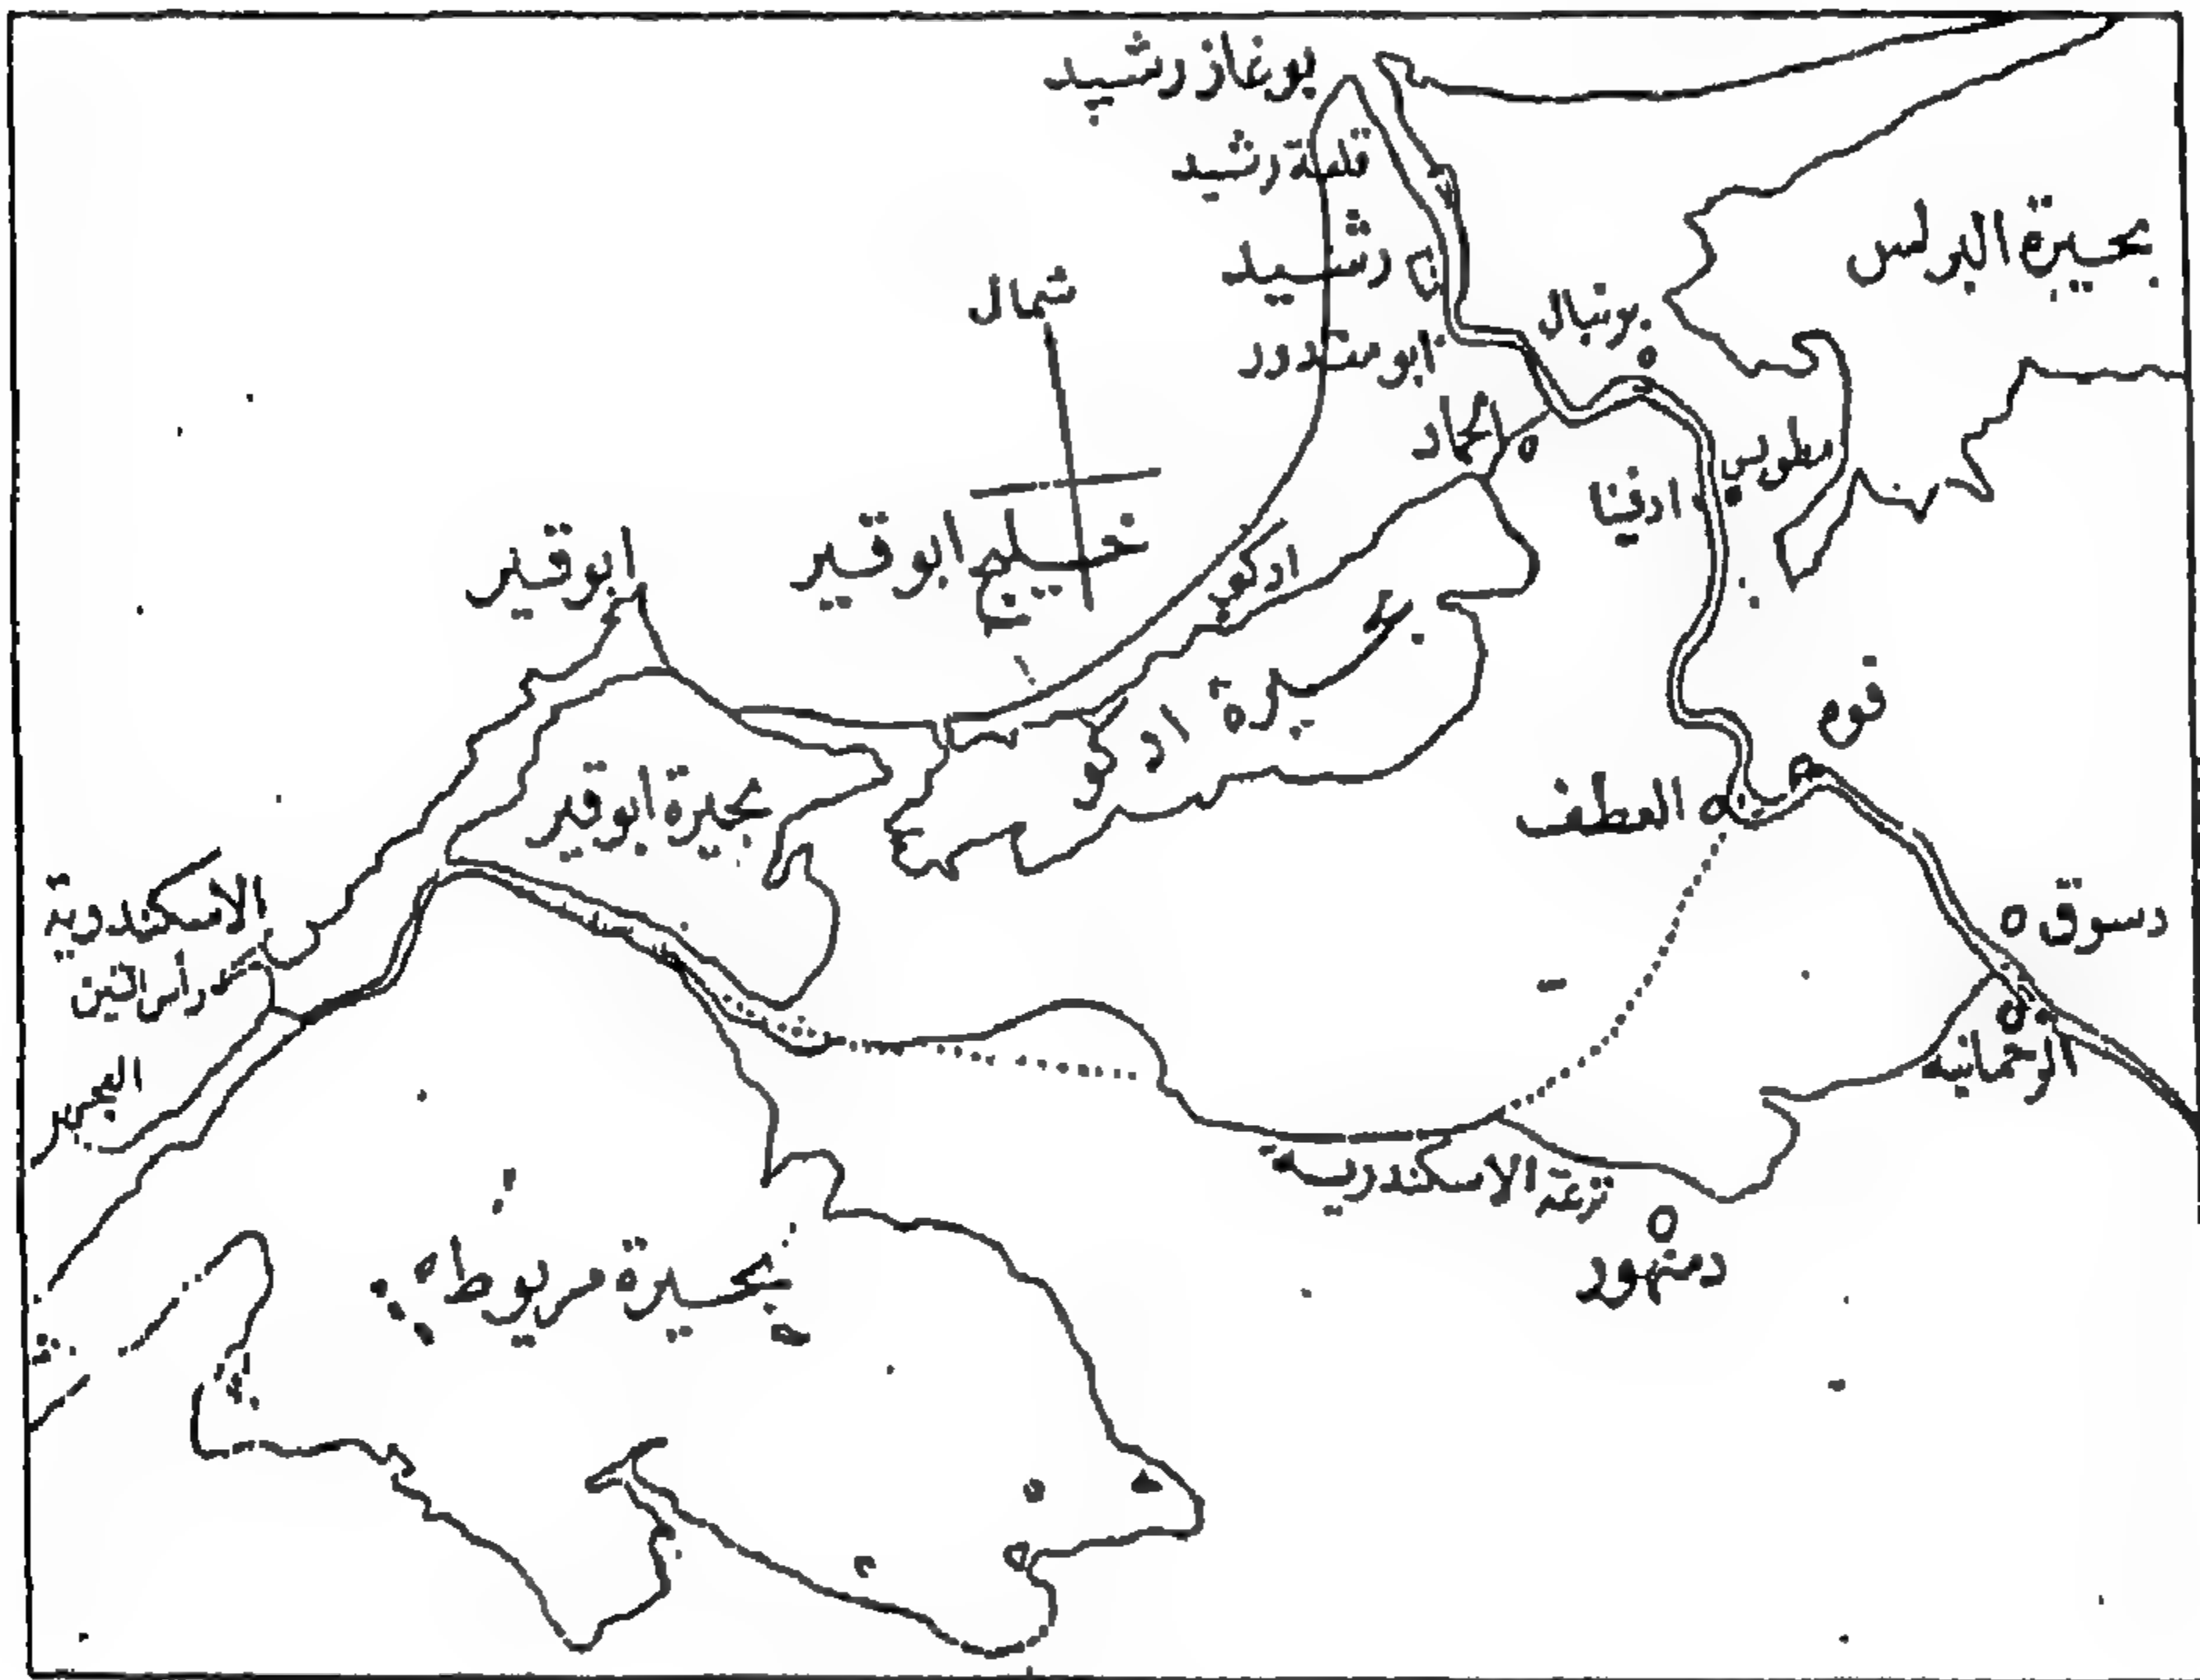 بوغاز رشيد
قلعة رشيد
بحيرة البرلس
رشيد
شمال
برنبال
ابو مندور
الحماد
مطوبس
ادفينا
ابوقير
خليج ابوقير
ادكو
بحيرة ادكو
فوه
بحيرة ابوقير
العطف
الاسكندرية
دسوق
رأس التين
الرحمانية
العجمى
ترعة الاسكندرية
دمنهور
بحيرة مريوط